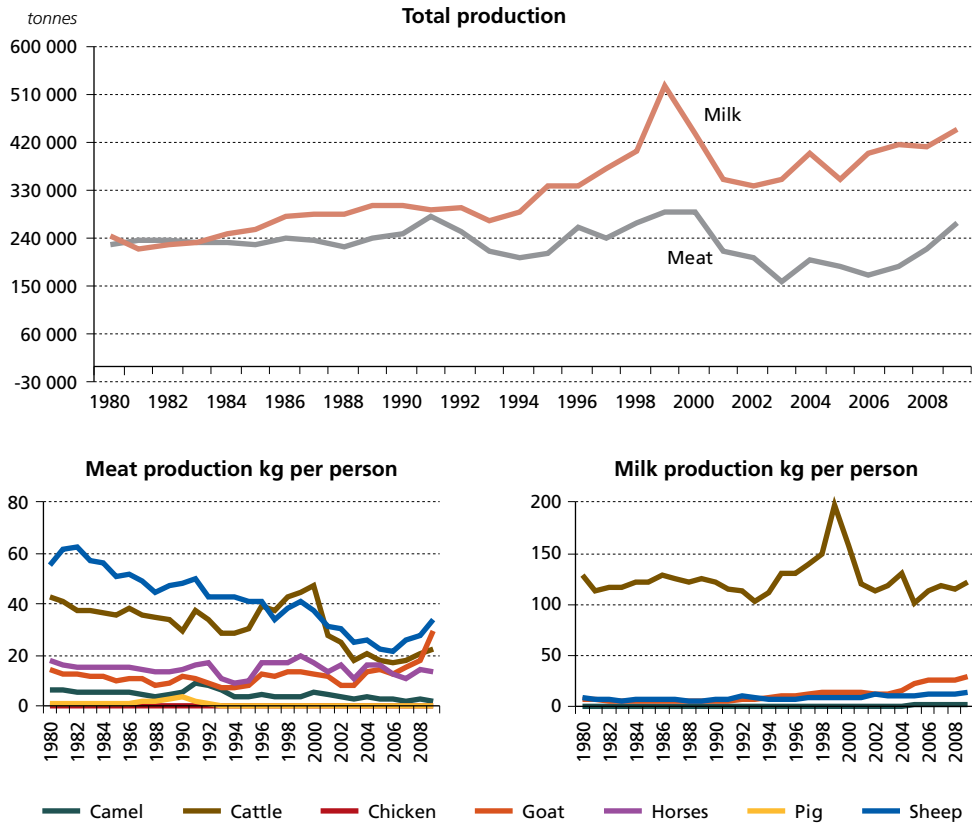 Total production
tonnes
600 000
510 000
420 000
330 000
240 000
150 000
60 000
-30 000
Milk
Meat
1980 1982 1984 1986 1988 1990 1992 1994 1996 1998 2000 2002 2004 2006 2008
Meat production kg per person
80
60
40
20
0
1980 1982 1984 1986 1988 1990 1992 1994 1996 1998 2000 2002 2004 2006 2008
Milk production kg per person
200
150
100
50
0
1980 1982 1984 1986 1988 1990 1992 1994 1996 1998 2000 2002 2004 2006 2008
Camel Cattle Chicken Goat Horses Pig Sheep